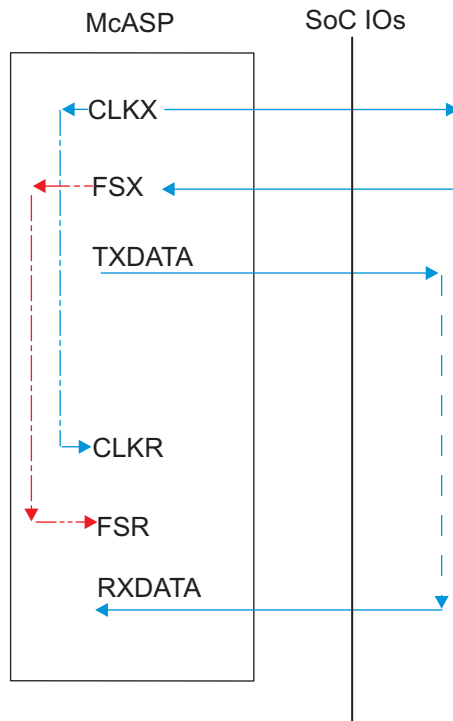 McASP
SoC IOs
CLKX
FSX
TXDATA
CLKR
FSR
RXDATA